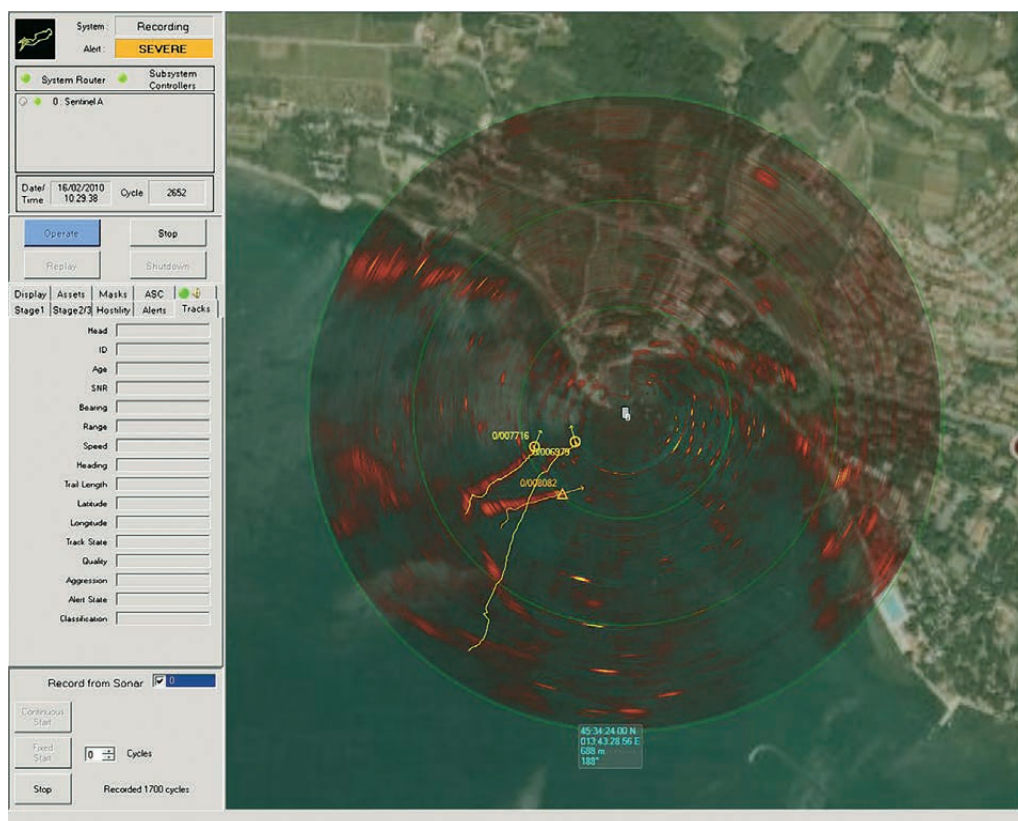 System : Recording
Alert : SEVERE
System Router Subsystem Controllers
0 : Sentinel A
Date/ Time 16/02/2010 10:29:38 Cycle 2652
Operate Stop
Replay Shutdown
Display Assets Masks ASC
Stage1 Stage2/3 Hostility Alerts Tracks
Head
ID
Age
SNR
Bearing
Range
Speed
Heading
Trail Length
Latitude
Longitude
Track State
Quality
Aggression
Alert State
Classification
Record from Sonar 0
Continuous Start
Fixed Start 0 Cycles
Stop Recorded 1700 cycles
0/007716
0/006979
0/008082
0
45:34:24.00 N
013:43:28.56 E
688 m
188°